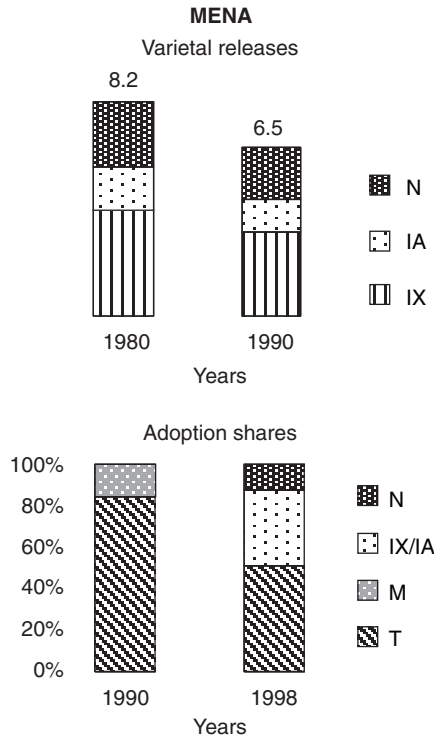 MENA
Varietal releases
8.2
6.5
N
IA
IX
1980 1990
Years
Adoption shares
100%
80%
60%
40%
20%
0%
N
IX/IA
M
T
1990 1998
Years